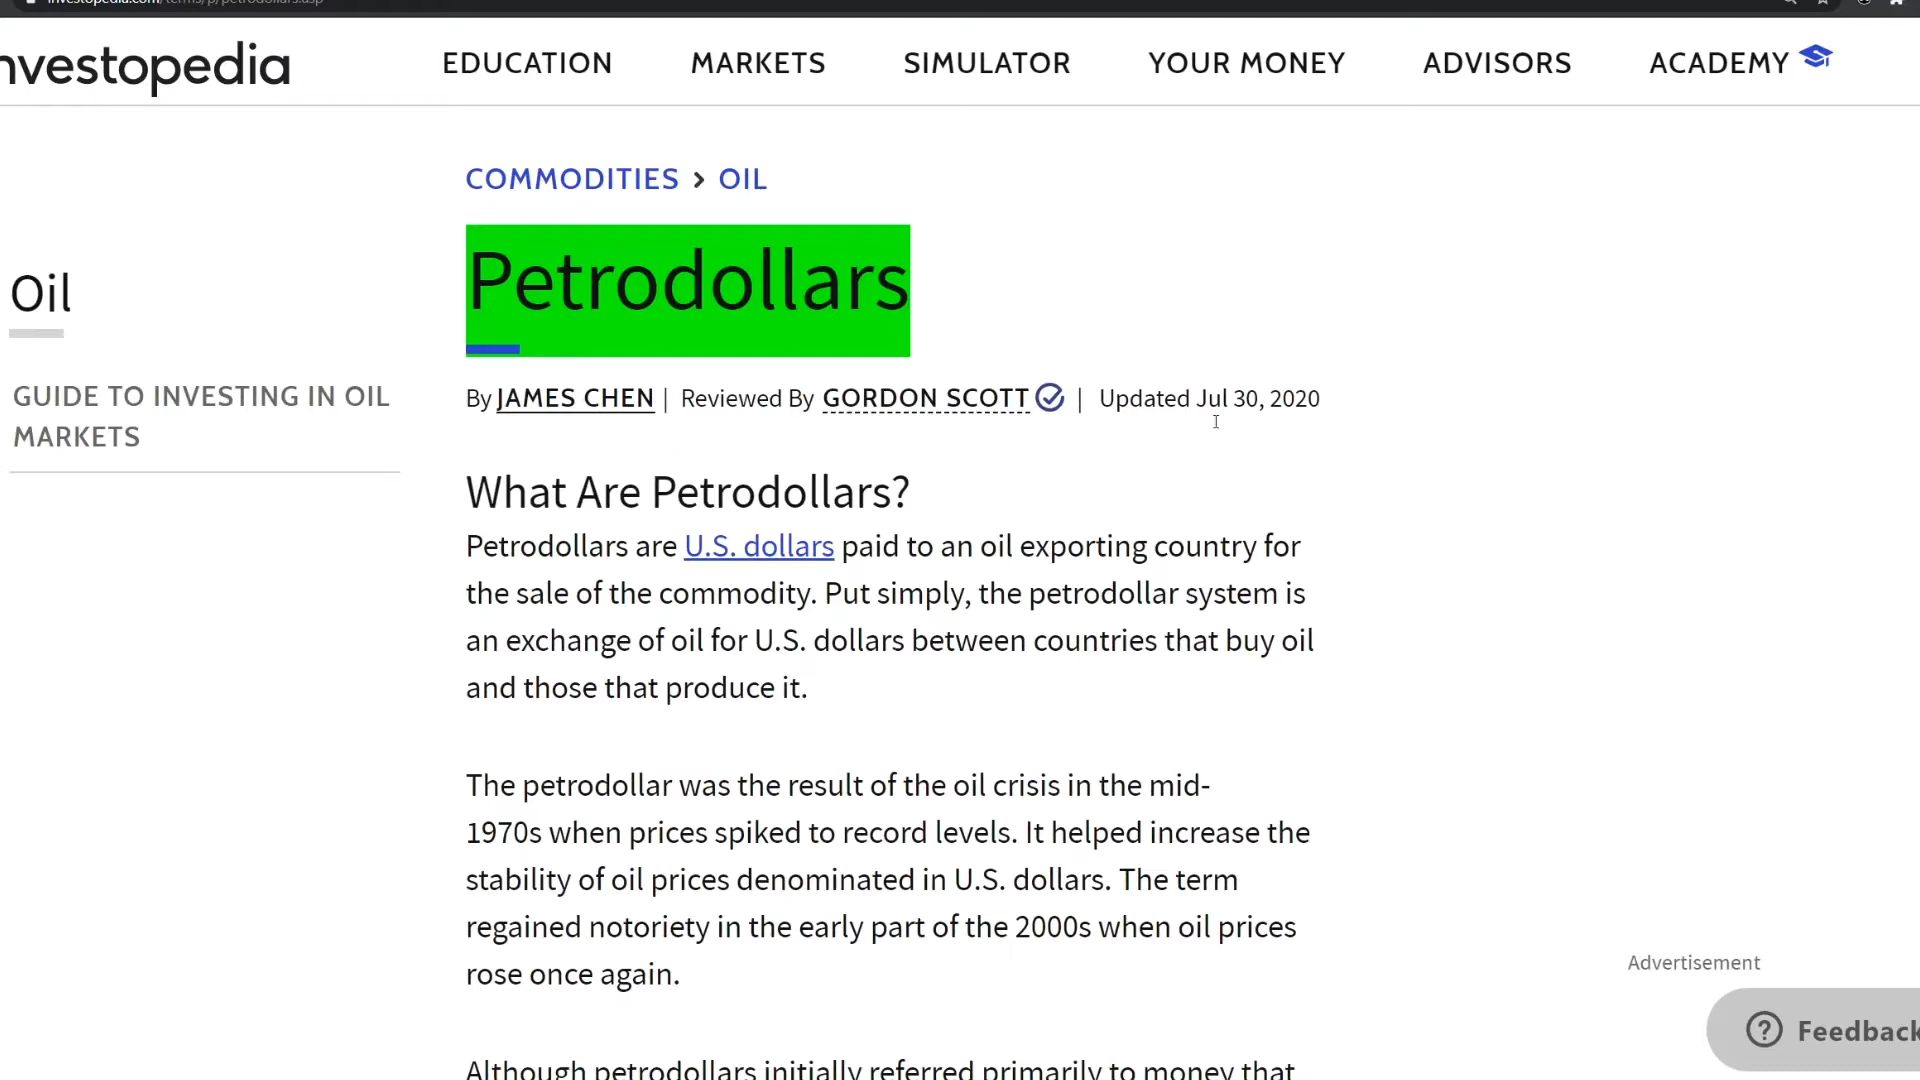 investopedia.com/terms/p/petrodollars.asp
nvestopedia
EDUCATION
MARKETS
SIMULATOR
YOUR MONEY
ADVISORS
ACADEMY
COMMODITIES > OIL
Petrodollars
Oil
By JAMES CHEN | Reviewed By GORDON SCOTT | Updated Jul 30, 2020
GUIDE TO INVESTING IN OIL
MARKETS
What Are Petrodollars?
Petrodollars are U.S. dollars paid to an oil exporting country for
the sale of the commodity. Put simply, the petrodollar system is
an exchange of oil for U.S. dollars between countries that buy oil
and those that produce it.
The petrodollar was the result of the oil crisis in the mid-
1970s when prices spiked to record levels. It helped increase the
stability of oil prices denominated in U.S. dollars. The term
regained notoriety in the early part of the 2000s when oil prices
rose once again.
Advertisement
Feedback
Although petrodollars initially referred primarily to money that